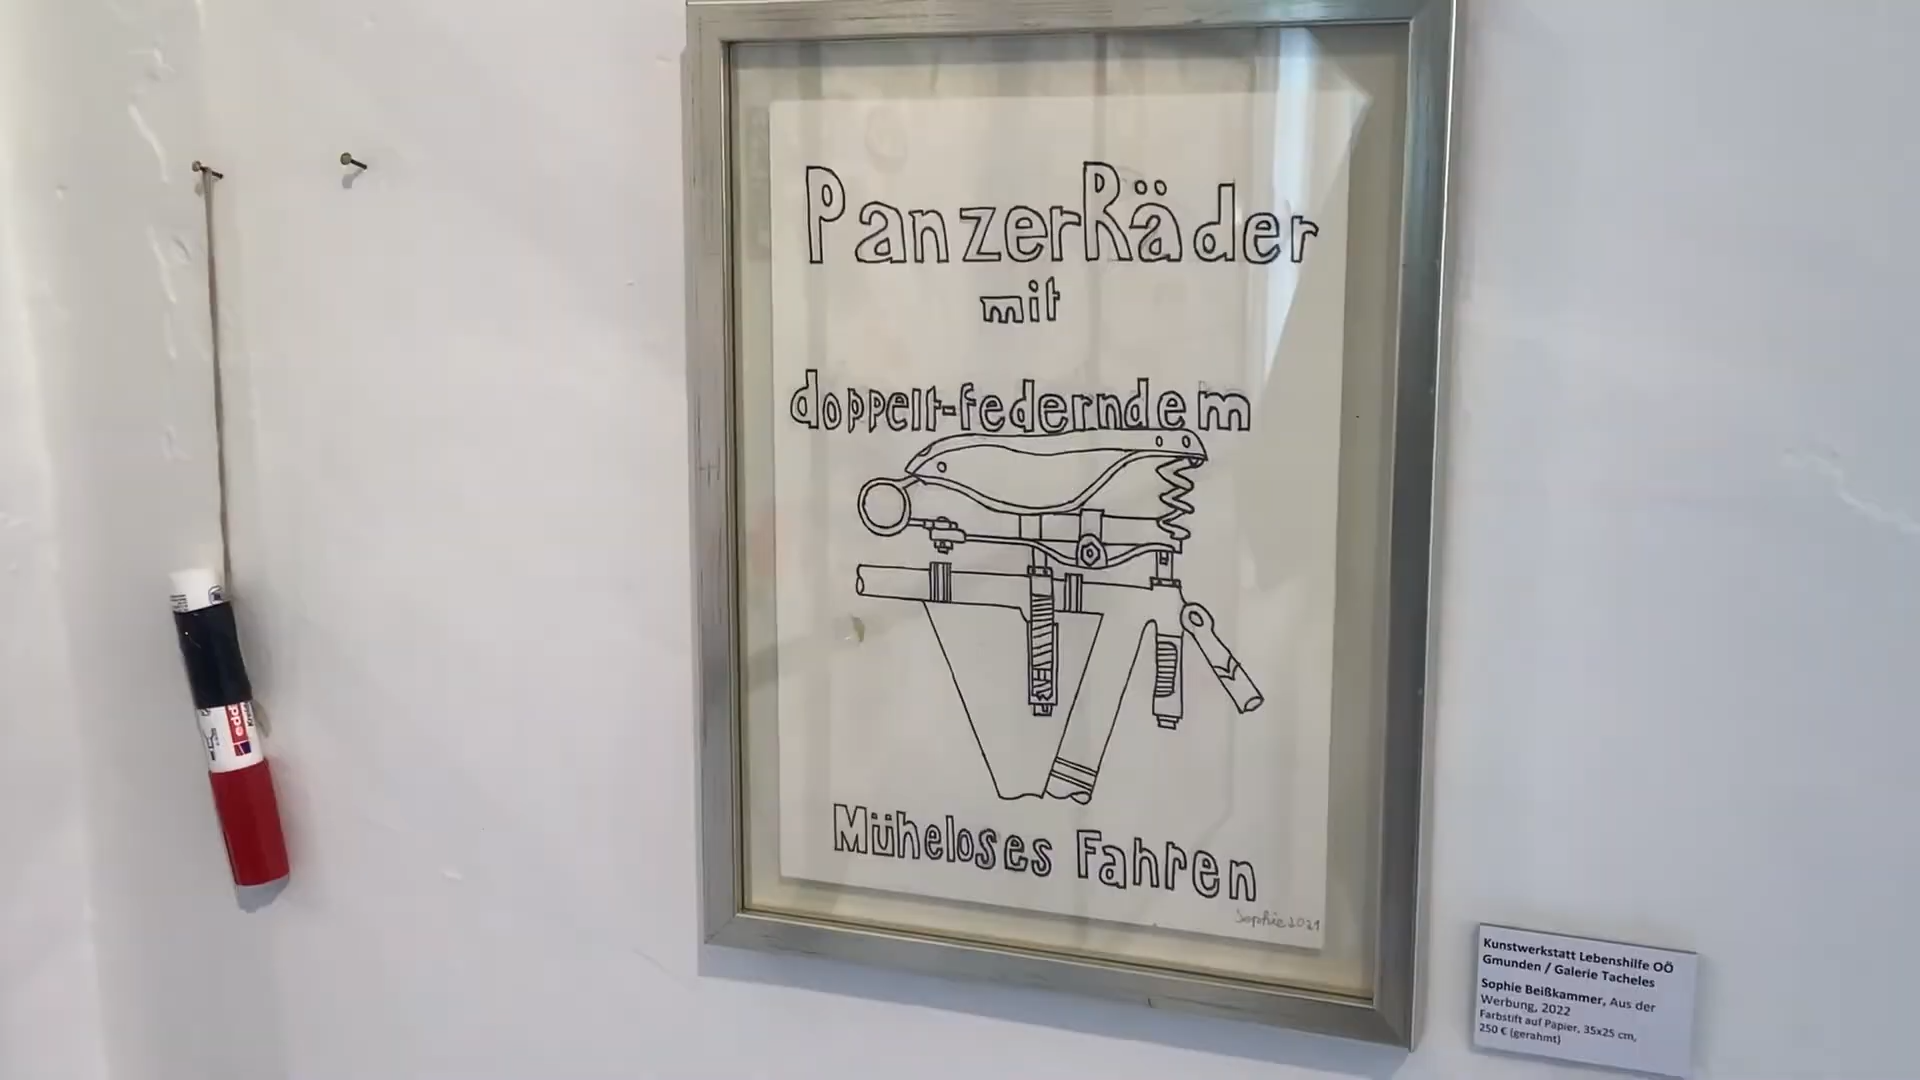 PanzerRäder
mit
doppelt-federndem
Müheloses Fahren
Sophie 2021
Kunstwerkstatt Lebenshilfe OÖ
Gmunden / Galerie Tacheles
Sophie Beißkammer, Aus der
Werbung, 2022
Farbstift auf Papier, 35x25 cm,
250 € (gerahmt)